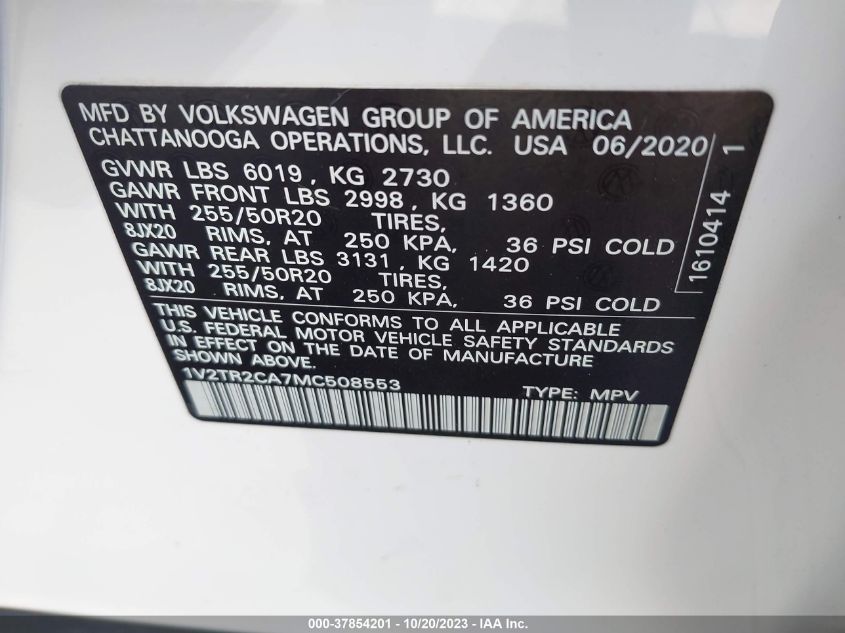 MFD BY VOLKSWAGEN GROUP OF AMERICA
CHATTANOOGA OPERATIONS, LLC. USA 06/2020
GVWR LBS 6019, KG 2730
GAWR FRONT LBS 2998, KG 1360
WITH 255/50R20 TIRES,
8JX20 RIMS, AT 250 KPA, 36 PSI COLD
GAWR REAR LBS 3131, KG 1420
WITH 255/50R20 TIRES,
8JX20 RIMS, AT 250 KPA, 36 PSI COLD
THIS VEHICLE CONFORMS TO ALL APPLICABLE
U.S. FEDERAL MOTOR VEHICLE SAFETY STANDARDS
IN EFFECT ON THE DATE OF MANUFACTURE
SHOWN ABOVE.
1V2TR2CA7MC508553 TYPE: MPV
1610414 1
000-37854201 - 10/20/2023 - IAA Inc.